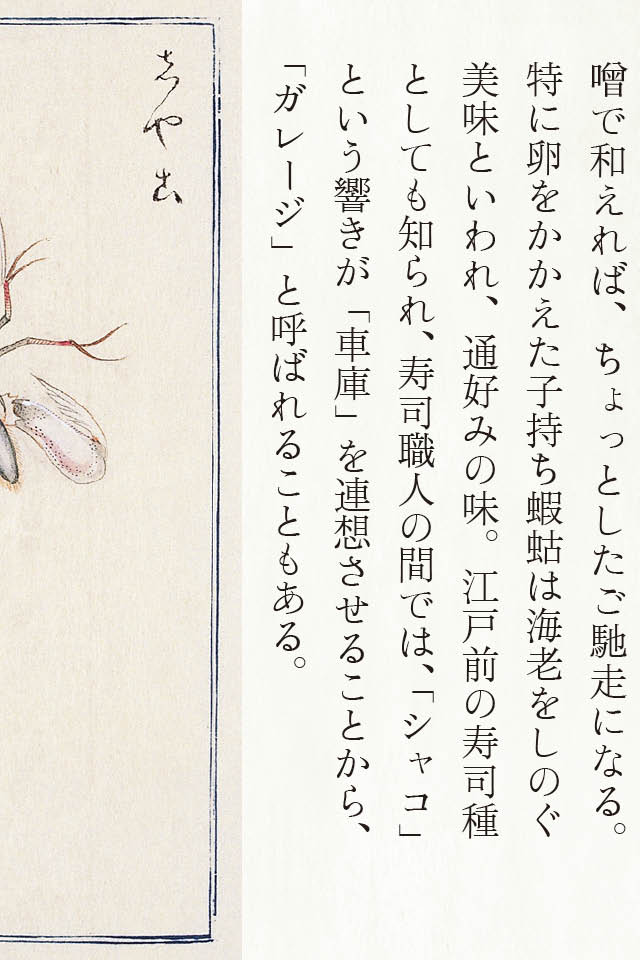 噌で和えれば、ちょっとしたご馳走になる。
特に卵をかかえた子持ち蝦蛄は海老をしのぐ
美味といわれ、通好みの味。江戸前の寿司種
としても知られ、寿司職人の間では、「シャコ」
という響きが「車庫」を連想させることから、
「ガレージ」と呼ばれることもある。
しやこ